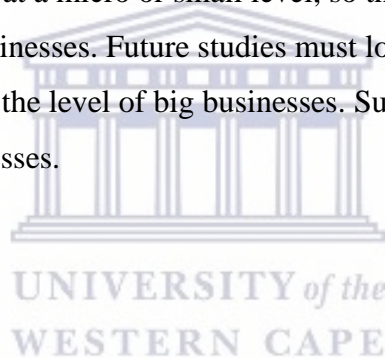 at a micro or small level, so th
inesses. Future studies must lo
the level of big businesses. Su
sses.
UNIVERSITY of the
WESTERN CAPE